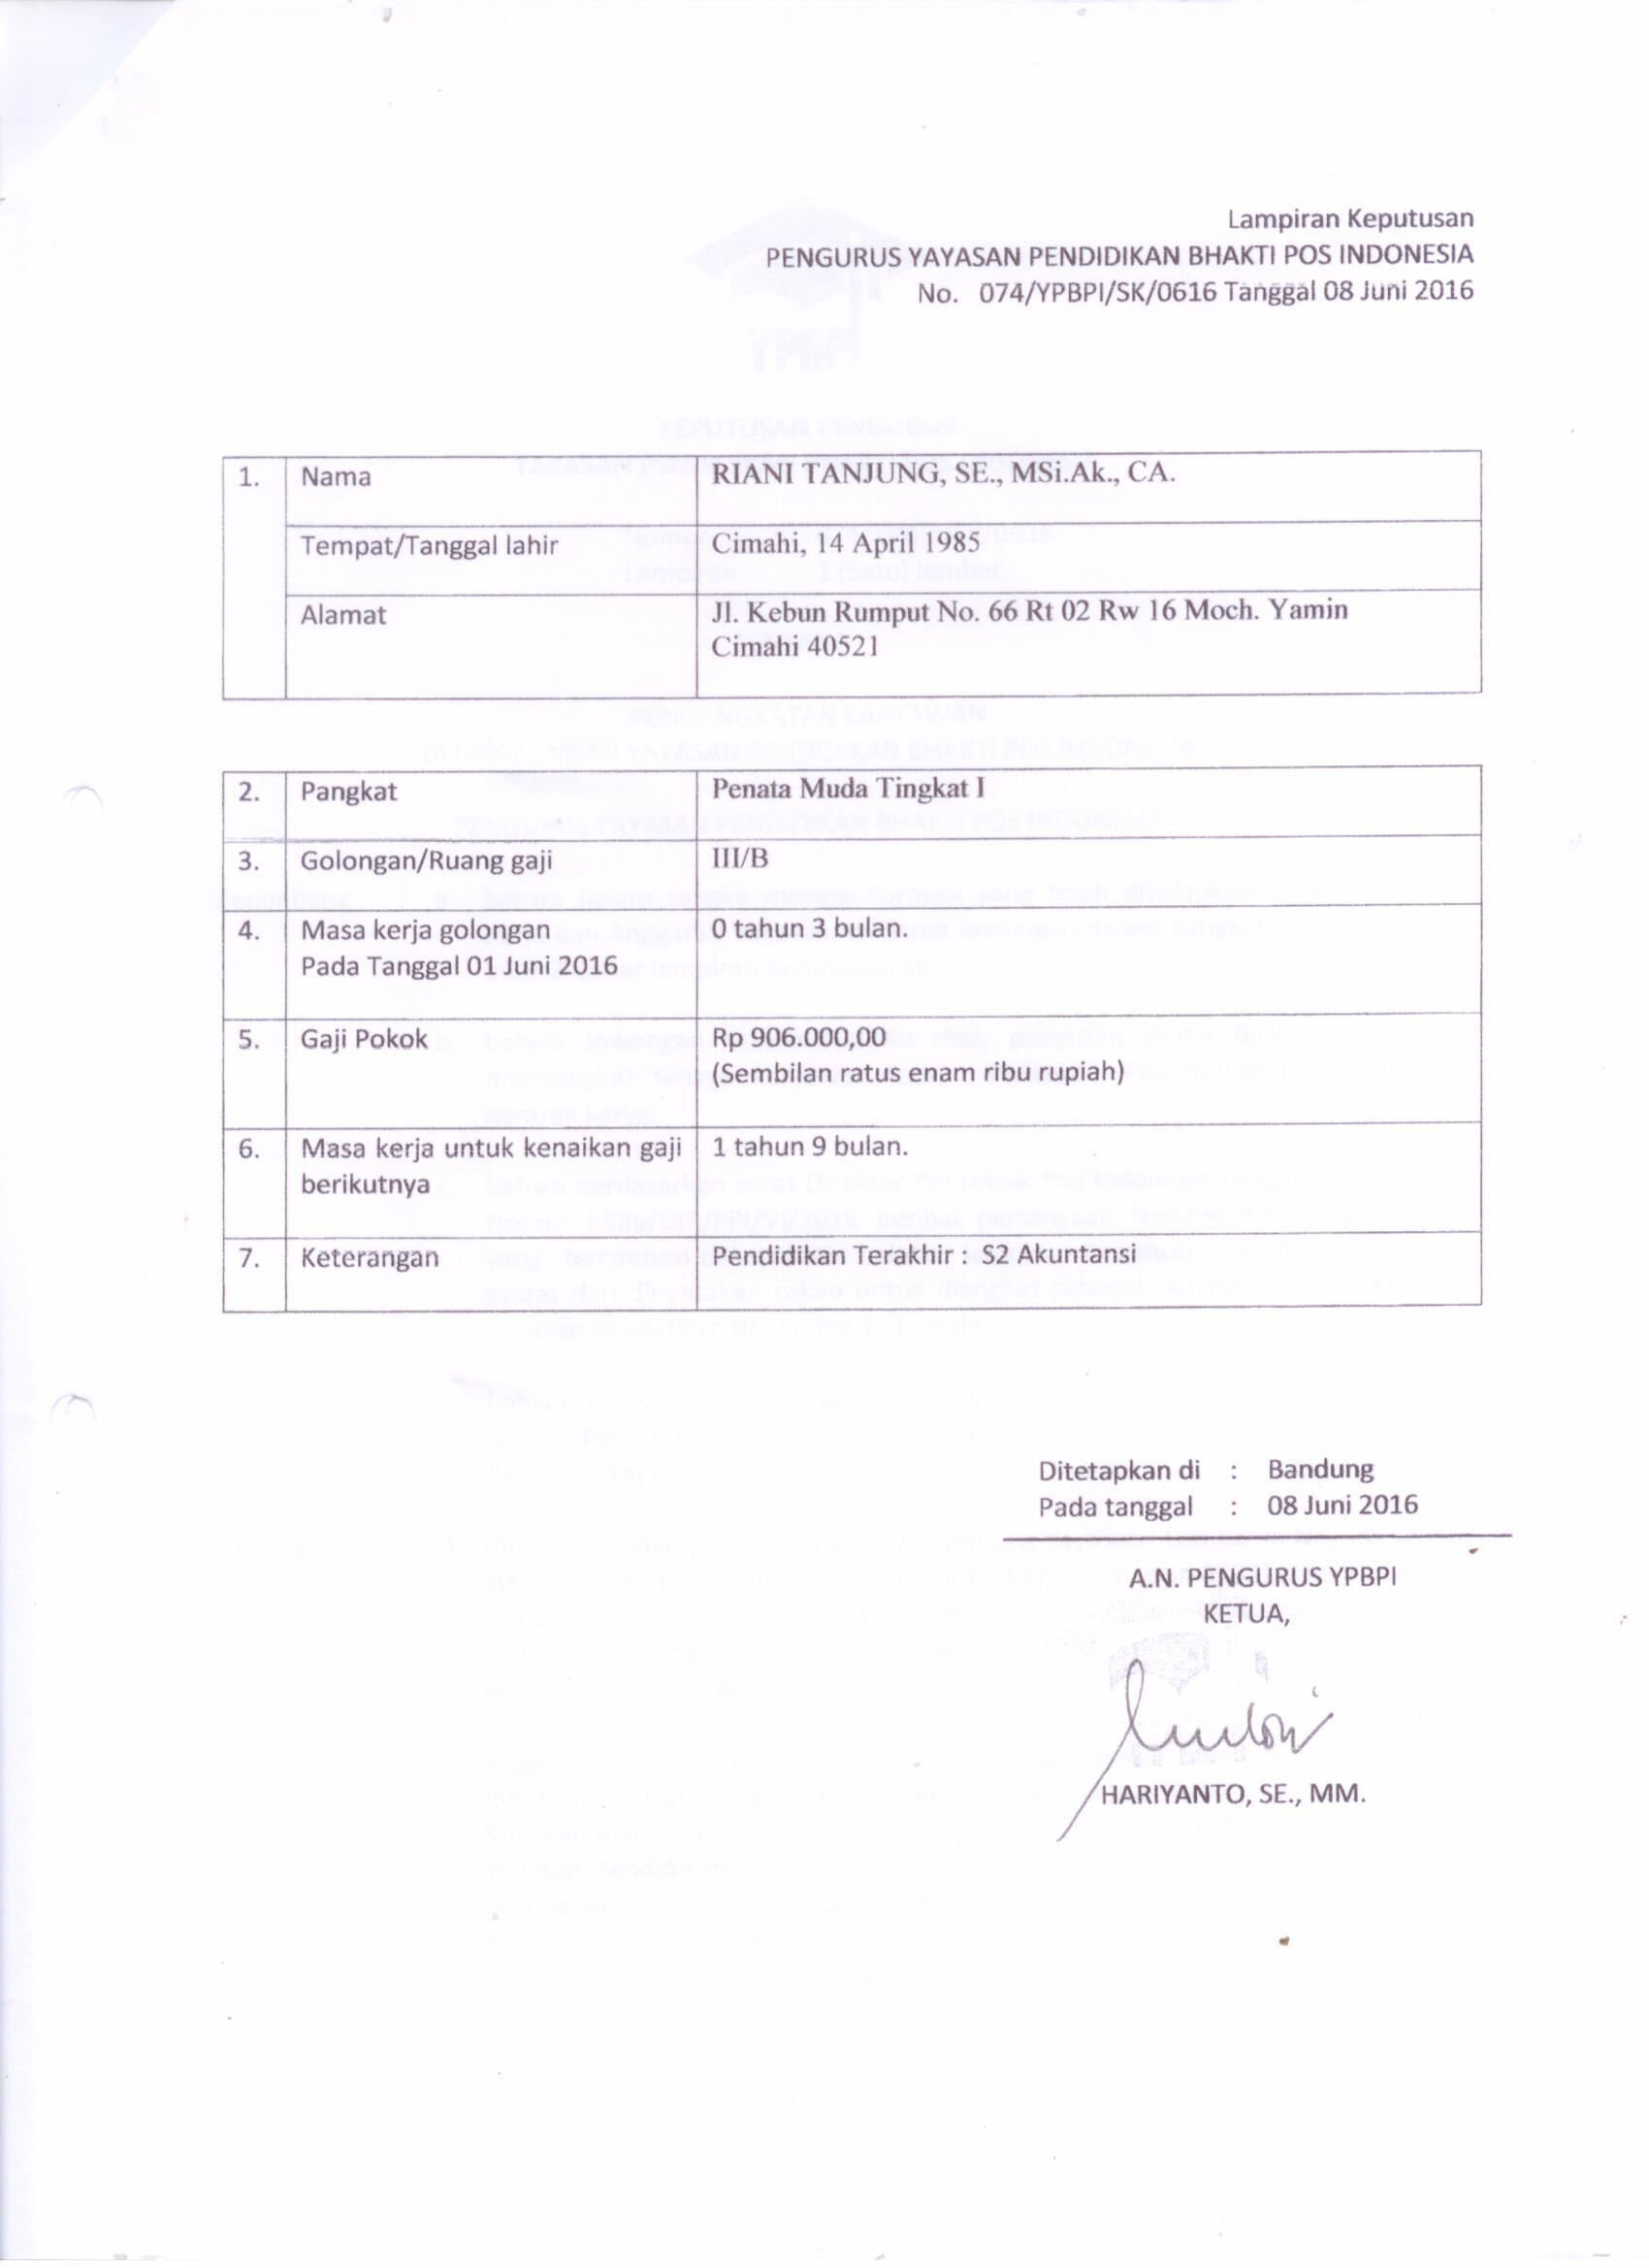 Lampiran Keputusan
PENGURUS YAYASAN PENDIDIKAN BHAKTI POS INDONESIA
No. 074/YPBPI/SK/0616 Tanggal 08 Juni 2016
1. Nama RIANI TANJUNG, SE., MSi.Ak., CA.
Tempat/Tanggal lahir Cimahi, 14 April 1985
Alamat Jl. Kebun Rumput No. 66 Rt 02 Rw 16 Moch. Yamin
Cimahi 40521
2. Pangkat Penata Muda Tingkat I
3. Golongan/Ruang gaji III/B
4. Masa kerja golongan 0 tahun 3 bulan.
Pada Tanggal 01 Juni 2016
5. Gaji Pokok Rp 906.000,00
(Sembilan ratus enam ribu rupiah)
6. Masa kerja untuk kenaikan gaji 1 tahun 9 bulan.
berikutnya
7. Keterangan Pendidikan Terakhir : S2 Akuntansi
Ditetapkan di : Bandung
Pada tanggal : 08 Juni 2016
A.N. PENGURUS YPBPI
KETUA,
HARIYANTO, SE., MM.